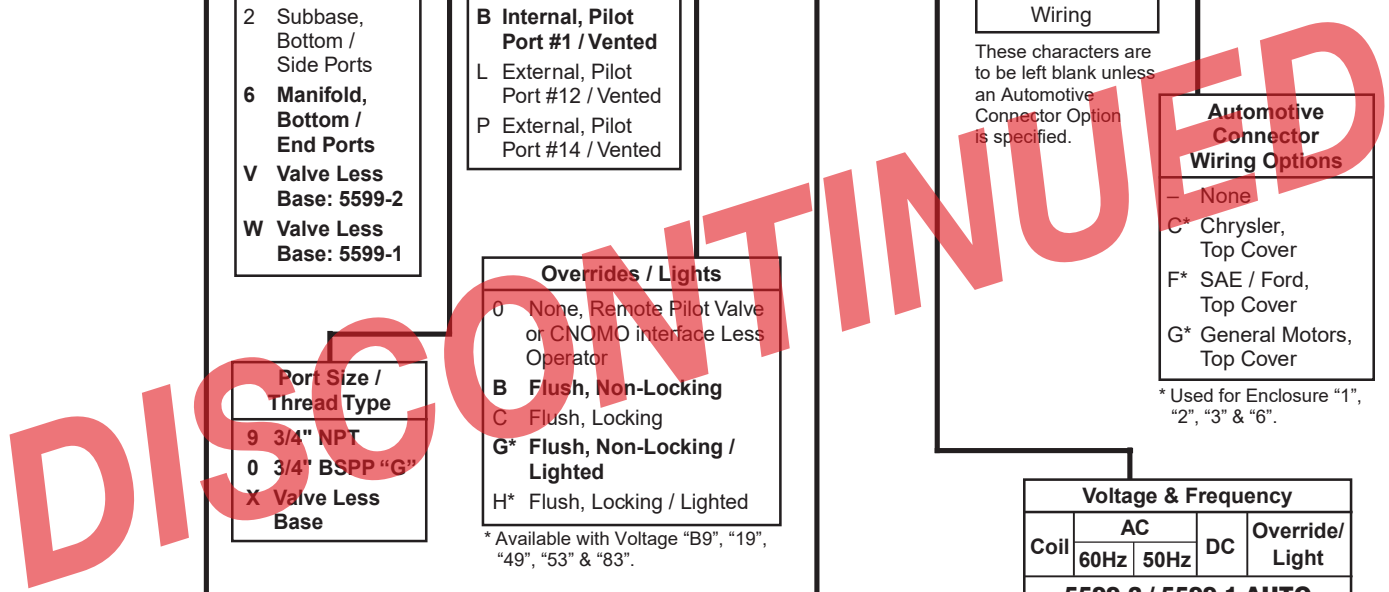 2 Subbase,
Bottom /
Side Ports
6 Manifold,
Bottom /
End Ports
V Valve Less
Base: 5599-2
W Valve Less
Base: 5599-1
B Internal, Pilot
Port #1 / Vented
L External, Pilot
Port #12 / Vented
P External, Pilot
Port #14 / Vented
Wiring
These characters are
to be left blank unless
an Automotive
Connector Option
is specified.
Automotive
Connector
Wiring Options
– None
C* Chrysler,
Top Cover
F* SAE / Ford,
Top Cover
G* General Motors,
Top Cover
* Used for Enclosure “1”,
“2”, “3” & “6”.
Overrides / Lights
0 None, Remote Pilot Valve
or CNOMO interface Less
Operator
B Flush, Non-Locking
C Flush, Locking
G* Flush, Non-Locking /
Lighted
H* Flush, Locking / Lighted
* Available with Voltage “B9”, “19”,
“49”, “53” & “83”.
Port Size /
Thread Type
9 3/4" NPT
0 3/4" BSPP “G”
X Valve Less
Base
Voltage & Frequency
Coil AC DC Override/
60Hz 50Hz Light
5599-2 / 5599-1 AUTO
DISCONTINUED